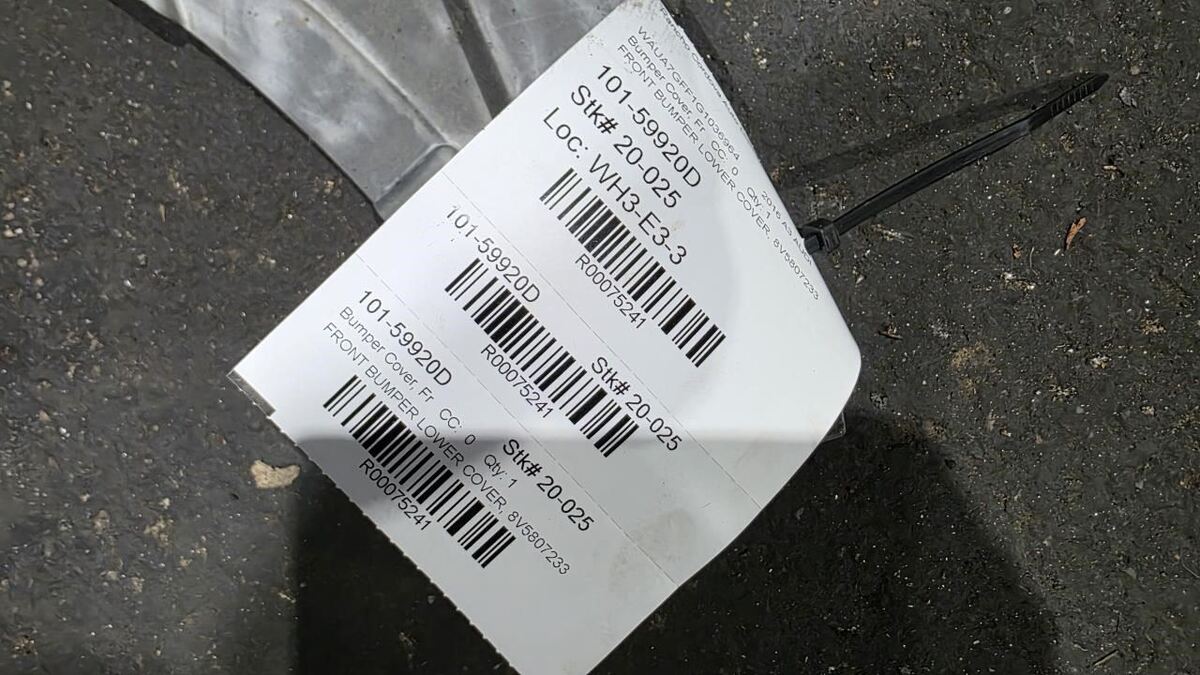 Rancho
WAUA7GFF1G1036964 2016 A3 AUDI
Bumper Cover, Fr CC: 0 Qty: 1
FRONT BUMPER LOWER COVER, 8V5807233
101-59920D
Stk# 20-025
Loc: WH3-E3-3
R00075241
101-59920D Stk# 20-025
R00075241
101-59920D Stk# 20-025
Bumper Cover, Fr CC: 0 Qty: 1
FRONT BUMPER LOWER COVER, 8V5807233
R00075241